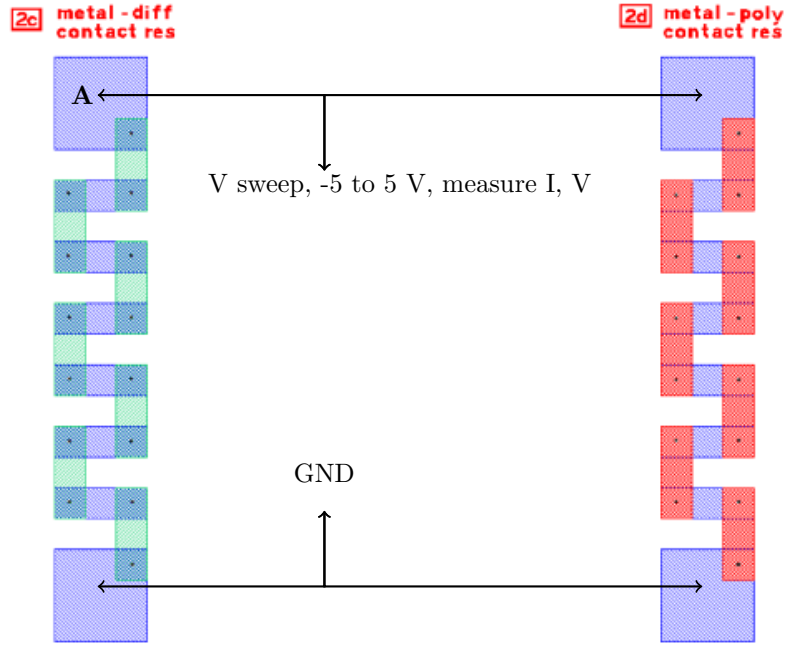 2c metal-diff
contact res
2d metal-poly
contact res
A
V sweep, -5 to 5 V, measure I, V
GND